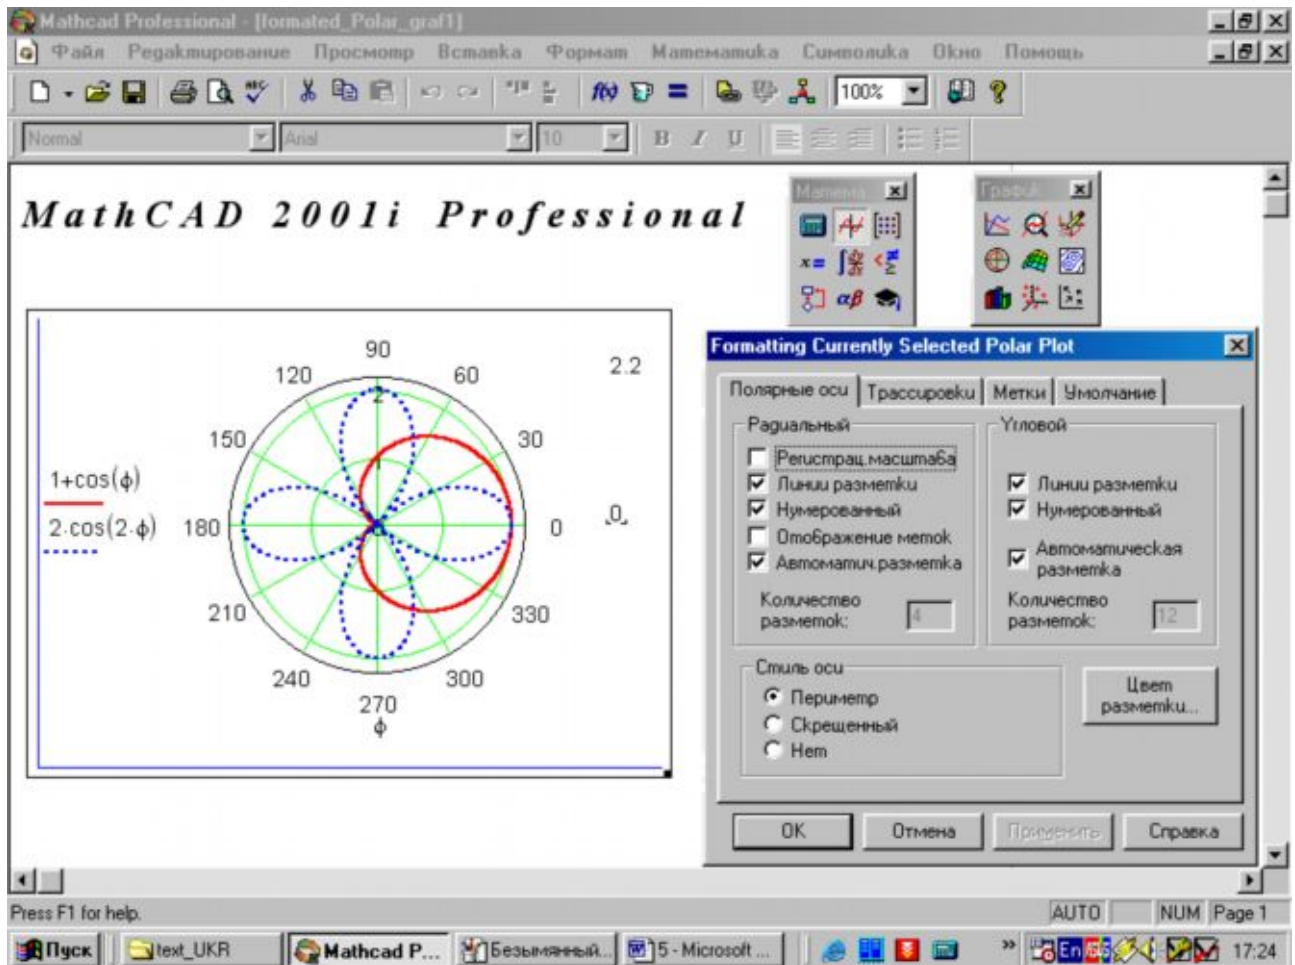 Mathcad Professional - [formated_Polar_graf1]
Файл Редактирование Просмотр Вставка Формат Математика Символика Окно Помощь
100%
Normal Arial 10 B I U
MathCAD 2001i Professional
Матема
График
x=
αβ
90
120 60
2.2
150 30
2
1
1+cos(ϕ)
2·cos(2·ϕ)
180 0
0
210 330
240 300
270
ϕ
Formatting Currently Selected Polar Plot
Полярные оси Трассировки Метки Умолчание
Радиальный
Регистрац.масштаба
Линии разметки
Нумерованный
Отображение меток
Автоматич.разметка
Количество
разметок: 4
Угловой
Линии разметки
Нумерованный
Автоматическая
разметка
Количество
разметок: 12
Стиль оси
Периметр
Скрещенный
Нет
Цвет
разметки...
OK Отмена Применить Справка
Press F1 for help. AUTO NUM Page 1
Пуск text_UKR Mathcad P... Безымянный... 15 - Microsoft ... » En 17:24